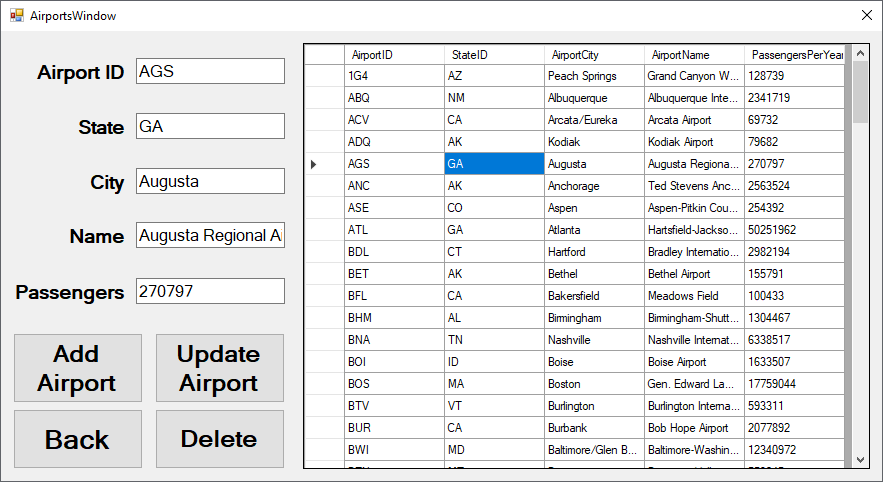 AirportsWindow
Airport ID AGS
State GA
City Augusta
Name Augusta Regional Ai
Passengers 270797
Add Airport
Update Airport
Back
Delete
AirportID StateID AirportCity AirportName PassengersPerYear
1G4 AZ Peach Springs Grand Canyon W... 128739
ABQ NM Albuquerque Albuquerque Inte... 2341719
ACV CA Arcata/Eureka Arcata Airport 69732
ADQ AK Kodiak Kodiak Airport 79682
AGS GA Augusta Augusta Regiona... 270797
ANC AK Anchorage Ted Stevens Anc... 2563524
ASE CO Aspen Aspen-Pitkin Cou... 254392
ATL GA Atlanta Hartsfield-Jackso... 50251962
BDL CT Hartford Bradley Internatio... 2982194
BET AK Bethel Bethel Airport 155791
BFL CA Bakersfield Meadows Field 100433
BHM AL Birmingham Birmingham-Shutt... 1304467
BNA TN Nashville Nashville Internat... 6338517
BOI ID Boise Boise Airport 1633507
BOS MA Boston Gen. Edward La... 17759044
BTV VT Burlington Burlington Interna... 593311
BUR CA Burbank Bob Hope Airport 2077892
BWI MD Baltimore/Glen B... Baltimore-Washin... 12340972